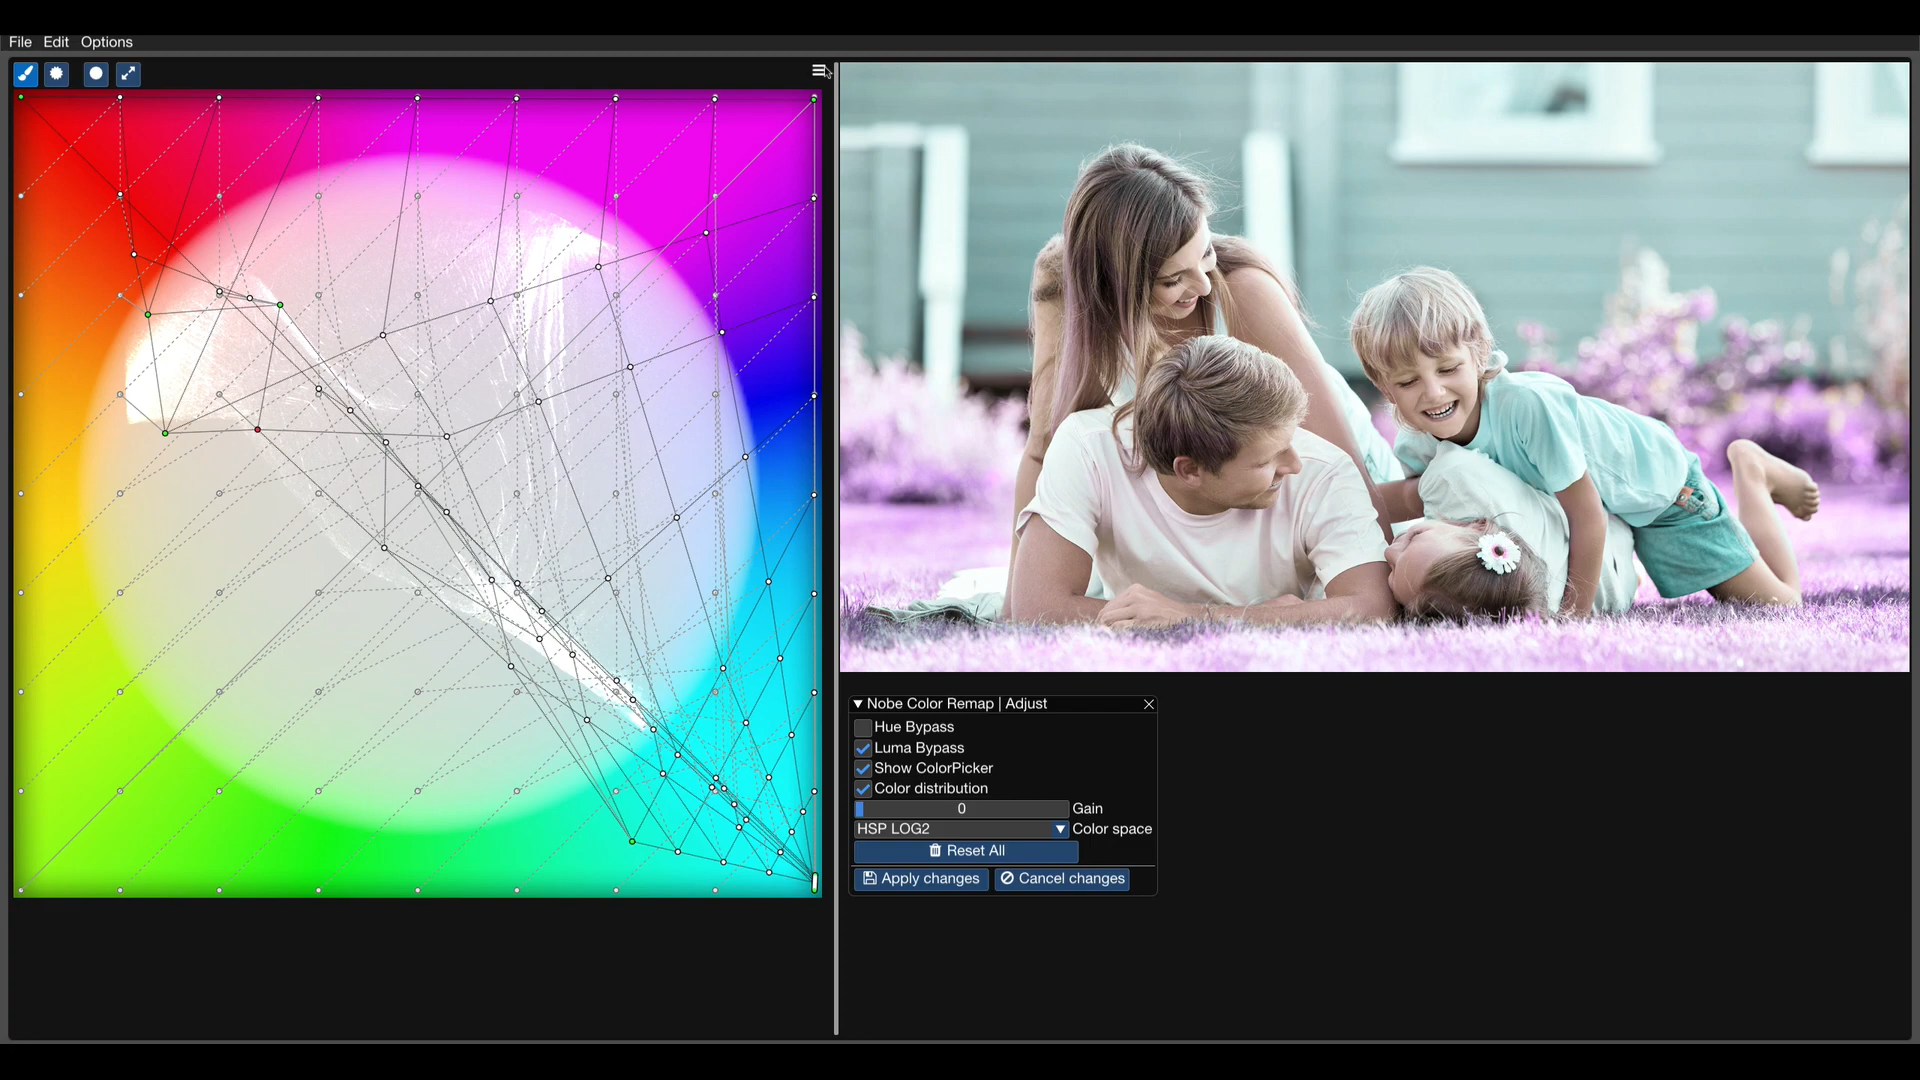 File Edit Options
Nobe Color Remap | Adjust
Hue Bypass
Luma Bypass
Show ColorPicker
Color distribution
0 Gain
HSP LOG2 Color space
Reset All
Apply changes Cancel changes